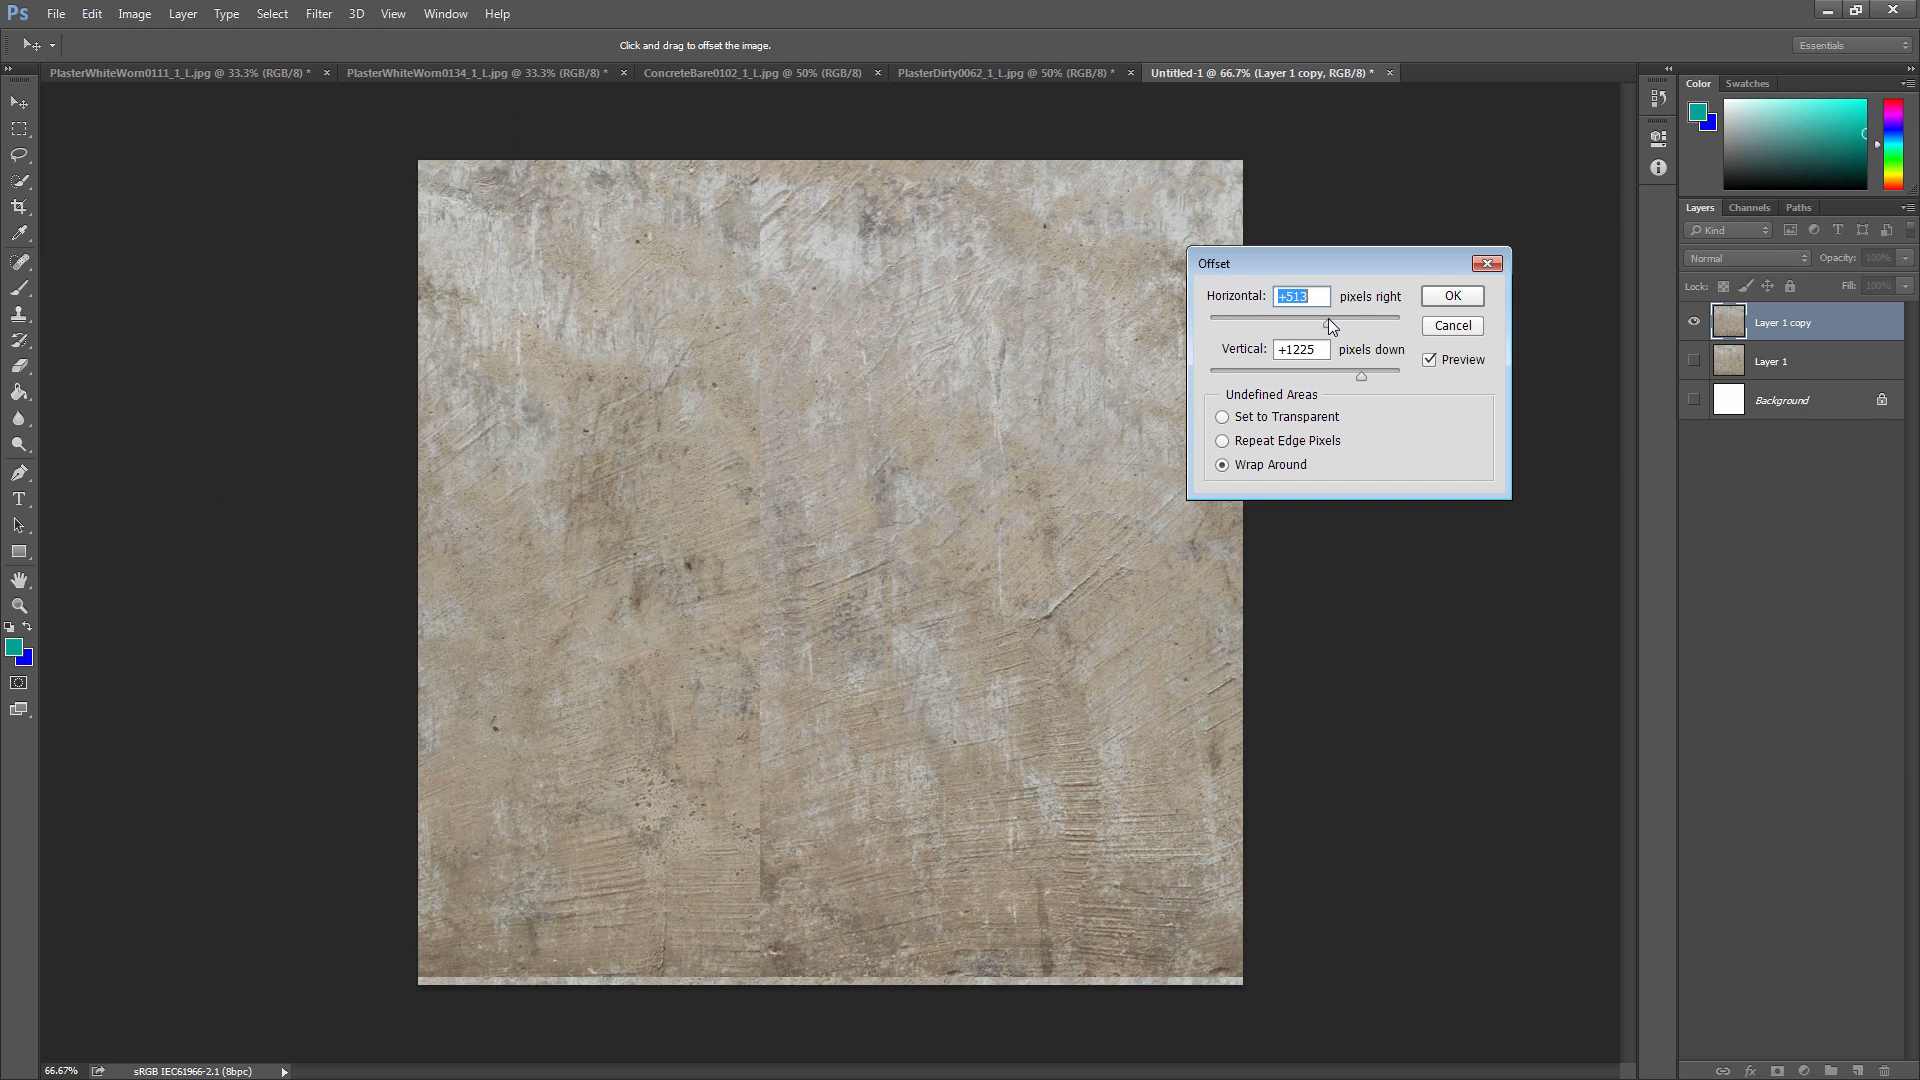 Ps File Edit Image Layer Type Select Filter 3D View Window Help
Click and drag to offset the image.
Essentials
PlasterWhiteWorn0111_1_L.jpg @ 33.3% (RGB/8) *
PlasterWhiteWorn0134_1_L.jpg @ 33.3% (RGB/8) *
ConcreteBare0102_1_L.jpg @ 50% (RGB/8)
PlasterDirty0062_1_L.jpg @ 50% (RGB/8) *
Untitled-1 @ 66.7% (Layer 1 copy, RGB/8) *
Color Swatches
Layers Channels Paths
Kind
Normal Opacity: 100%
Lock: Fill: 100%
Layer 1 copy
Layer 1
Background
Offset
Horizontal: +513 pixels right OK
Cancel
Vertical: +1225 pixels down
Preview
Undefined Areas
Set to Transparent
Repeat Edge Pixels
Wrap Around
T
66.67% sRGB IEC61966-2.1 (8bpc)
fx